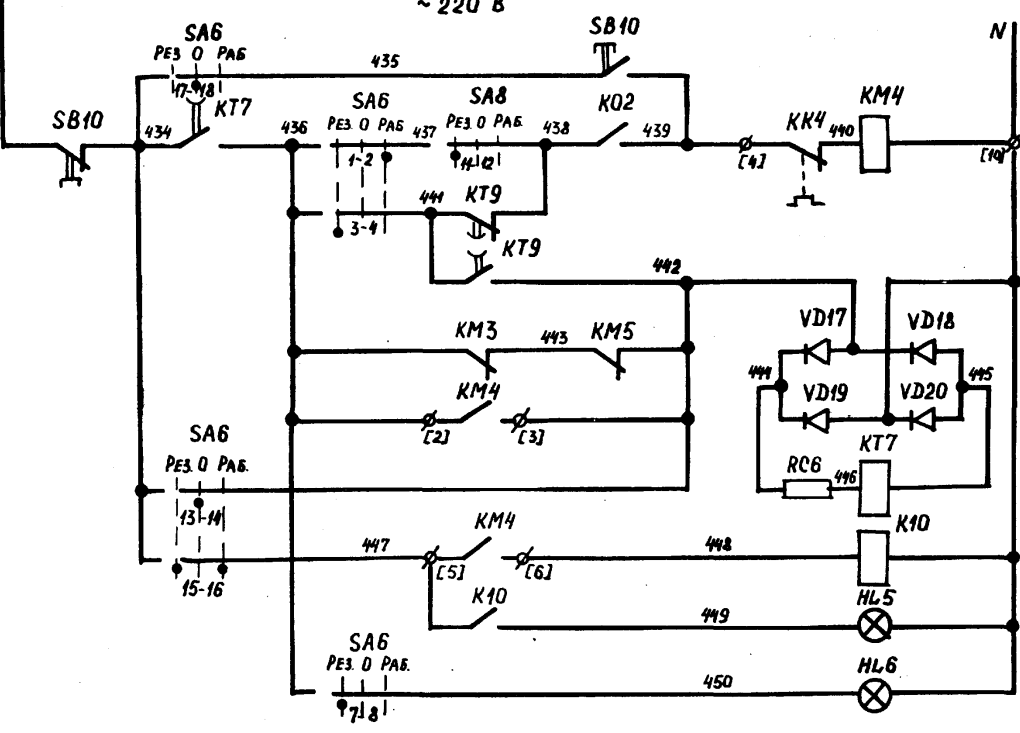 ~ 220 В
SA6
РЕЗ 0 РАБ
17-18
435
SB10
N
SB10
434
KT7
436
SA6
РЕЗ. 0 РАБ
1-2
437
SA8
РЕЗ. 0 РАБ.
11-12
438
KO2
439
[4]
KK4
440
KM4
[10]
3-4
441
KT9
KT9
442
KM3
443
KM5
KM4
[2]
[3]
VD17
VD18
444
VD19
VD20
445
RC6
446
KT7
SA6
РЕЗ. 0 РАБ.
13-14
15-16
447
KM4
[5]
[6]
448
K10
K10
449
HL5
SA6
РЕЗ. 0 РАБ.
7-8
450
HL6